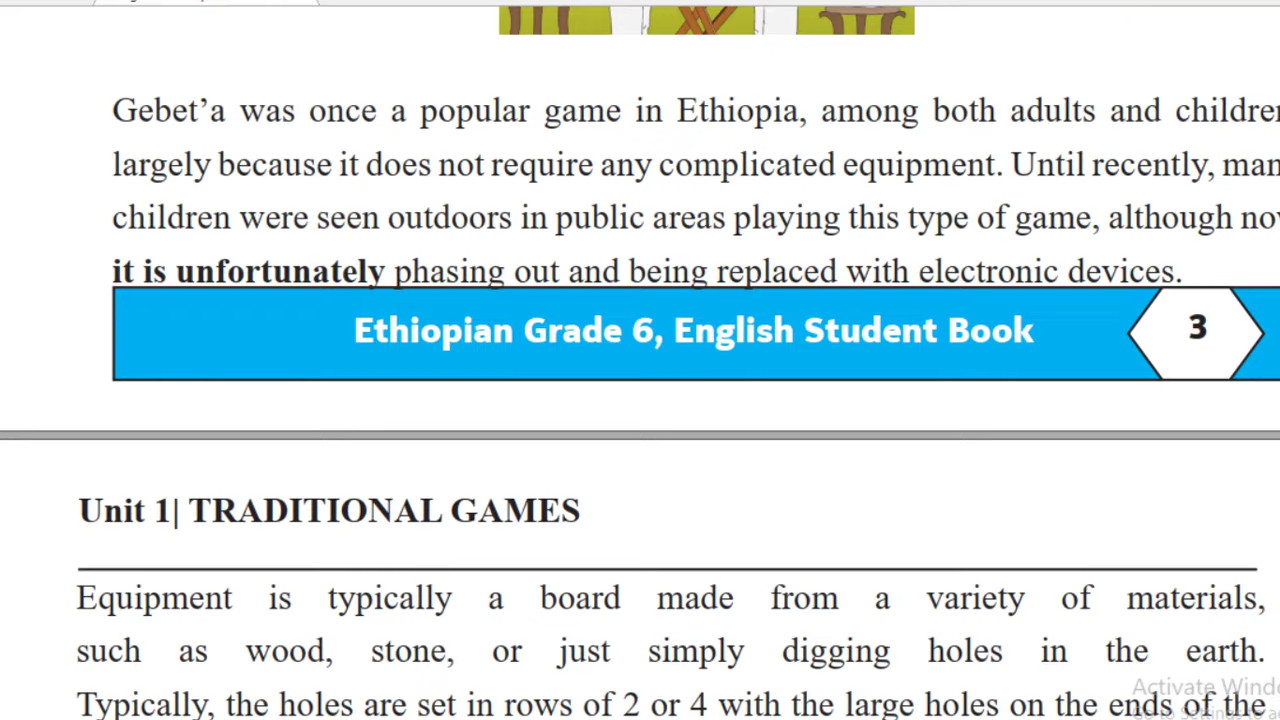 Gebet’a was once a popular game in Ethiopia, among both adults and children
largely because it does not require any complicated equipment. Until recently, man
children were seen outdoors in public areas playing this type of game, although no
it is unfortunately phasing out and being replaced with electronic devices.
Ethiopian Grade 6, English Student Book 3
Unit 1| TRADITIONAL GAMES
Equipment is typically a board made from a variety of materials,
such as wood, stone, or just simply digging holes in the earth.
Typically, the holes are set in rows of 2 or 4 with the large holes on the ends of the
Activate Windo